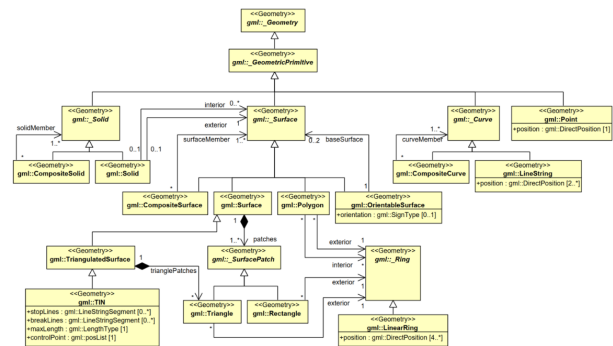 <<Geometry>>
gml::_Geometry
<<Geometry>>
gml::_GeometricPrimitive
<<Geometry>>
gml::_Solid
solidMember
1..*
*
<<Geometry>>
gml::CompositeSolid
<<Geometry>>
gml::Solid
0..1
0..1
interior
0..*
exterior
1
<<Geometry>>
gml::_Surface
surfaceMember
1..*
*
0..2
baseSurface
1
<<Geometry>>
gml::_Curve
curveMember
1..*
*
<<Geometry>>
gml::Point
+position : gml::DirectPosition [1]
<<Geometry>>
gml::CompositeCurve
<<Geometry>>
gml::LineString
+position : gml::DirectPosition [2..*]
<<Geometry>>
gml::CompositeSurface
<<Geometry>>
gml::Surface
<<Geometry>>
gml::Polygon
<<Geometry>>
gml::OrientableSurface
+orientation : gml::SignType [0..1]
1
patches
1..*
<<Geometry>>
gml::TriangulatedSurface
1
trianglePatches
*
<<Geometry>>
gml::_SurfacePatch
*
*
exterior
1
interior
*
exterior
1
exterior
1
<<Geometry>>
gml::_Ring
<<Geometry>>
gml::TIN
+stopLines : gml::LineStringSegment [0..*]
+breakLines : gml::LineStringSegment [0..*]
+maxLength : gml::LengthType [1]
+controlPoint : gml::posList [1]
<<Geometry>>
gml::Triangle
*
<<Geometry>>
gml::Rectangle
*
<<Geometry>>
gml::LinearRing
+position : gml::DirectPosition [4..*]